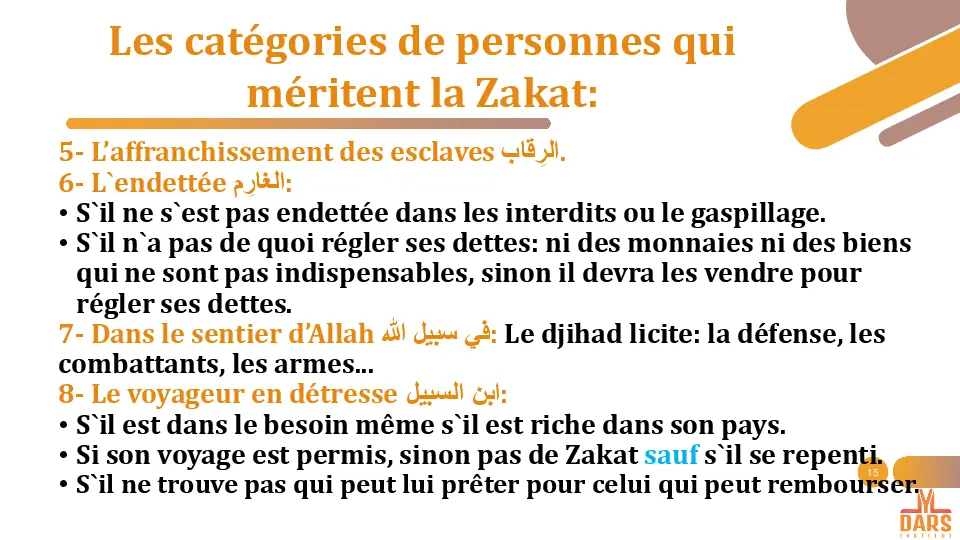 Les catégories de personnes qui
méritent la Zakat:
5- L’affranchissement des esclaves الرِقاب.
6- L`endettée الغارِم:
• S`il ne s`est pas endettée dans les interdits ou le gaspillage.
• S`il n`a pas de quoi régler ses dettes: ni des monnaies ni des biens
qui ne sont pas indispensables, sinon il devra les vendre pour
régler ses dettes.
7- Dans le sentier d’Allah في سبيل الله: Le djihad licite: la défense, les
combattants, les armes...
8- Le voyageur en détresse ابن السبيل:
• S`il est dans le besoin même s`il est riche dans son pays.
• Si son voyage est permis, sinon pas de Zakat sauf s`il se repenti.
15
• S`il ne trouve pas qui peut lui prêter pour celui qui peut rembourser.
DARS
INSTITUT